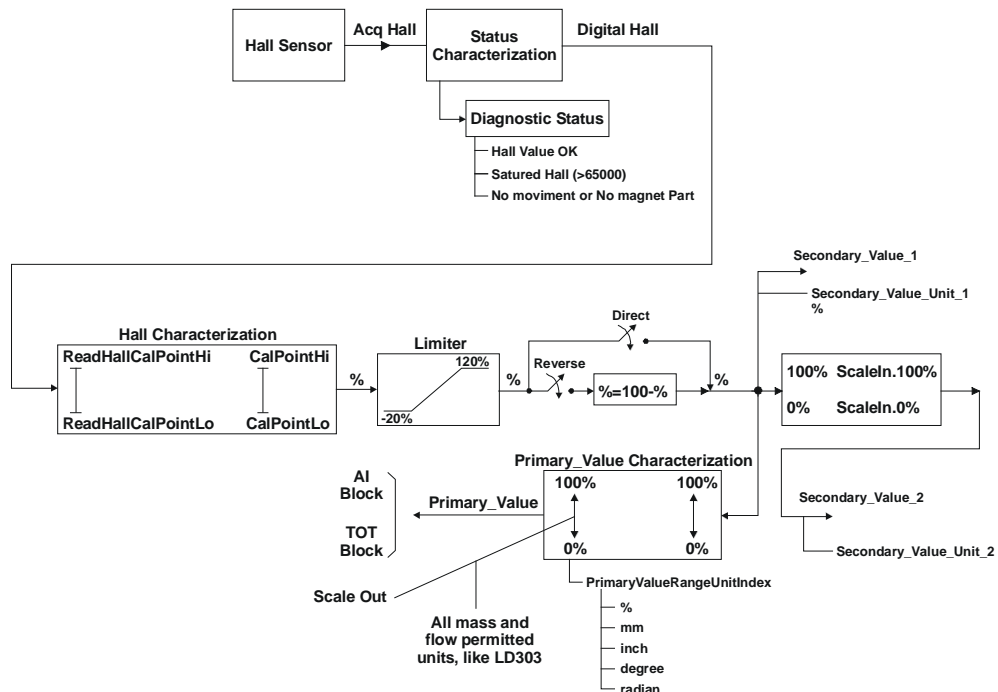 Hall Sensor
Acq Hall
Status
Characterization
Digital Hall
Diagnostic Status
Hall Value OK
Satured Hall (>65000)
No moviment or No magnet Part
Secondary_Value_1
Secondary_Value_Unit_1
%
Hall Characterization
ReadHallCalPointHi
CalPointHi
ReadHallCalPointLo
CalPointLo
%
Limiter
120%
-20%
%
Direct
Reverse
%=100-%
%
100% ScaleIn.100%
0% ScaleIn.0%
Primary_Value Characterization
100% 100%
0% 0%
AI
Block
TOT
Block
Primary_Value
Secondary_Value_2
Secondary_Value_Unit_2
Scale Out
All mass and
flow permitted
units, like LD303
PrimaryValueRangeUnitIndex
%
mm
inch
degree
radian